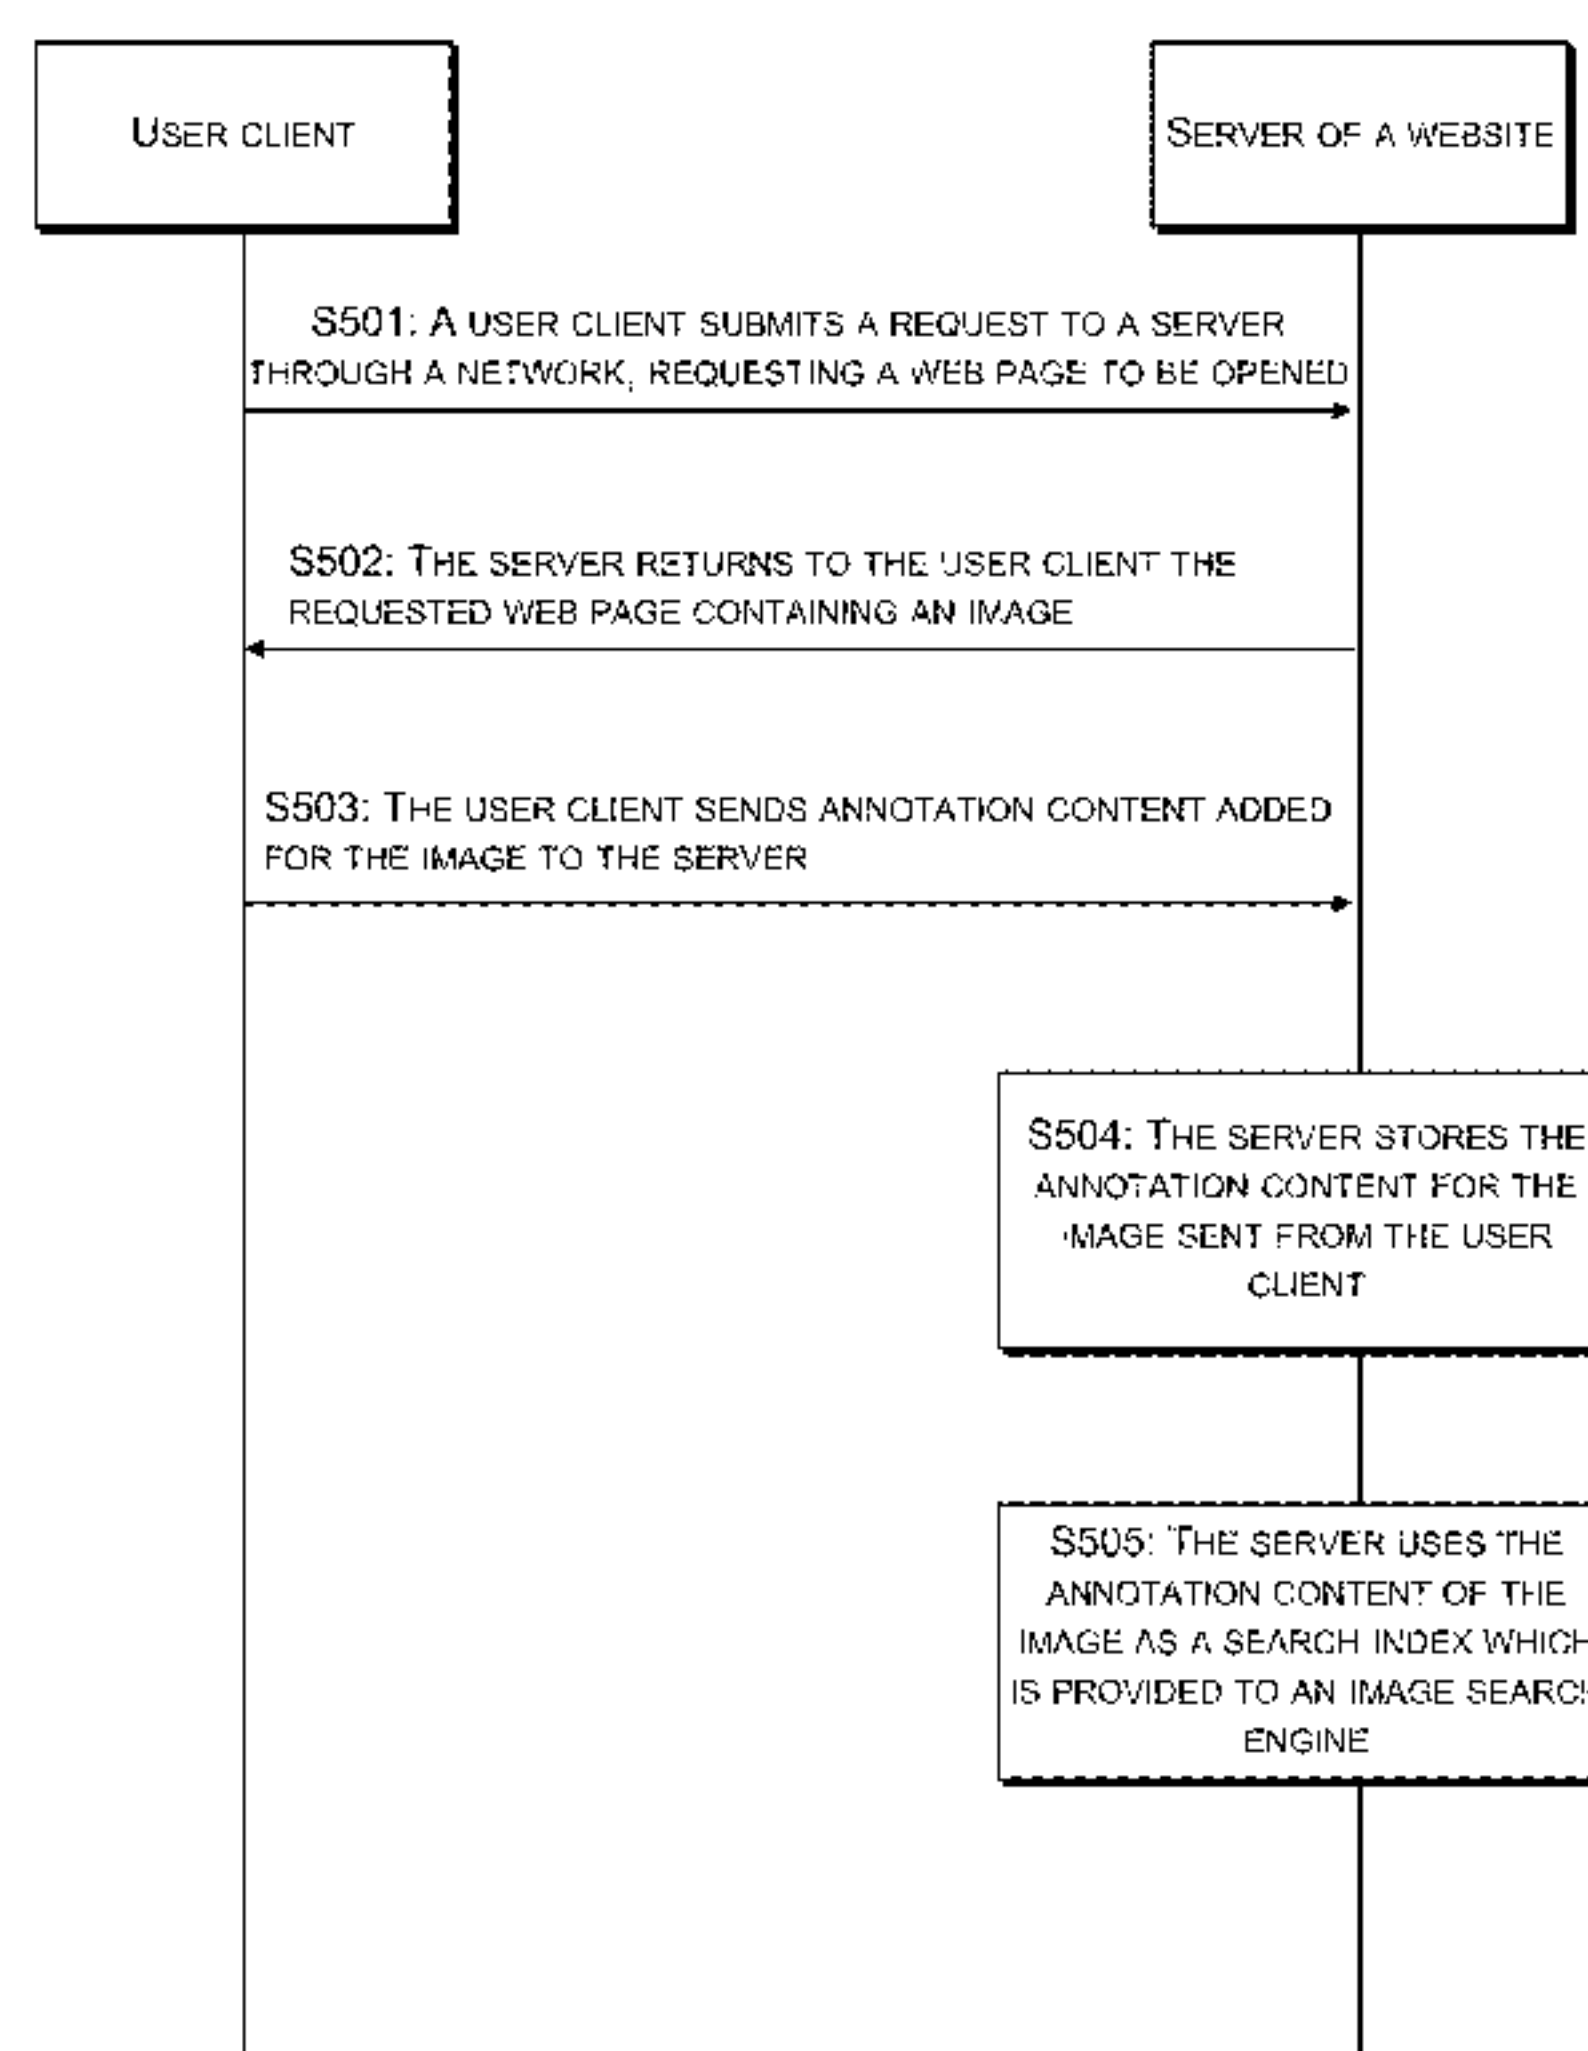 USER CLIENT
SERVER OF A WEBSITE
S501: A USER CLIENT SUBMITS A REQUEST TO A SERVER
THROUGH A NETWORK, REQUESTING A WEB PAGE TO BE OPENED
S502: THE SERVER RETURNS TO THE USER CLIENT THE
REQUESTED WEB PAGE CONTAINING AN IMAGE
S503: THE USER CLIENT SENDS ANNOTATION CONTENT ADDED
FOR THE IMAGE TO THE SERVER
S504: THE SERVER STORES THE
ANNOTATION CONTENT FOR THE
IMAGE SENT FROM THE USER
CLIENT
S505: THE SERVER USES THE
ANNOTATION CONTENT OF THE
IMAGE AS A SEARCH INDEX WHICH
IS PROVIDED TO AN IMAGE SEARCH
ENGINE